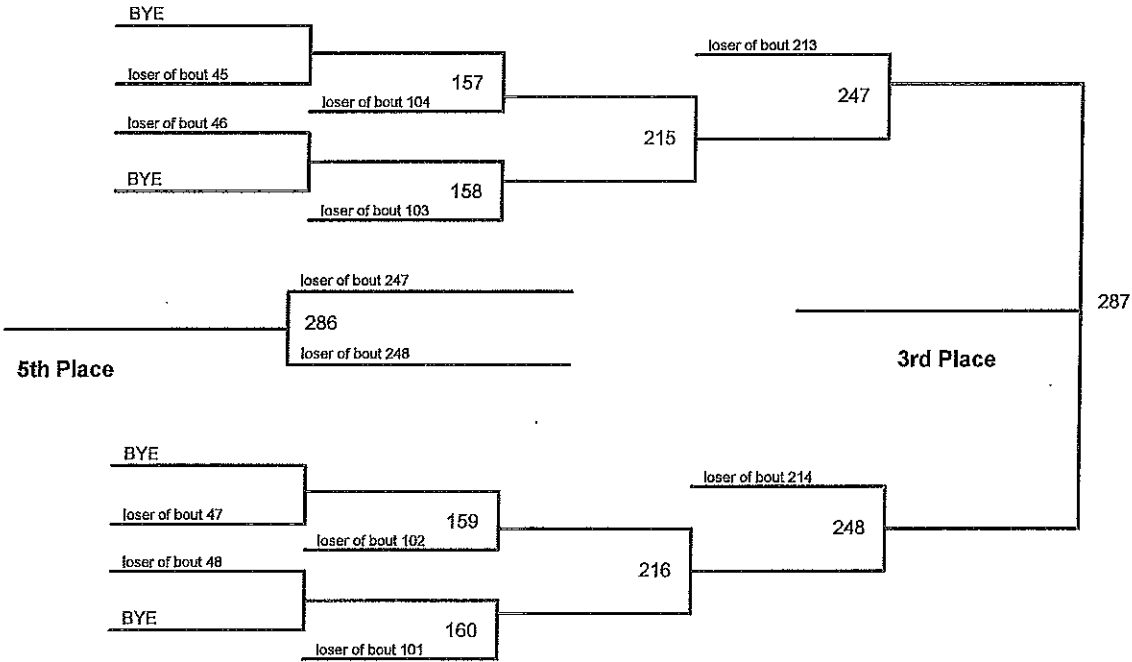 BYE
loser of bout 45
157
loser of bout 104
loser of bout 46
BYE
158
loser of bout 103
215
loser of bout 213
247
loser of bout 247
286
loser of bout 248
5th Place
287
3rd Place
BYE
loser of bout 47
159
loser of bout 102
loser of bout 48
BYE
160
loser of bout 101
216
loser of bout 214
248